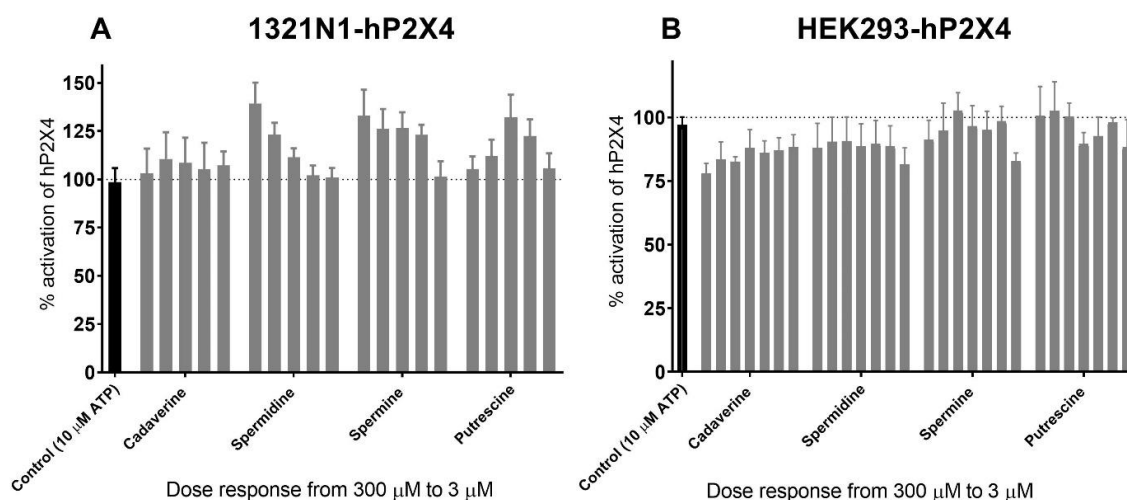 A
1321N1-hP2X4
% activation of hP2X4
150
125
100
75
50
25
0
Control (10 μM ATP)
Cadaverine
Spermidine
Spermine
Putrescine
Dose response from 300 μM to 3 μM
B
HEK293-hP2X4
% activation of hP2X4
100
75
50
25
0
Control (10 μM ATP)
Cadaverine
Spermidine
Spermine
Putrescine
Dose response from 300 μM to 3 μM